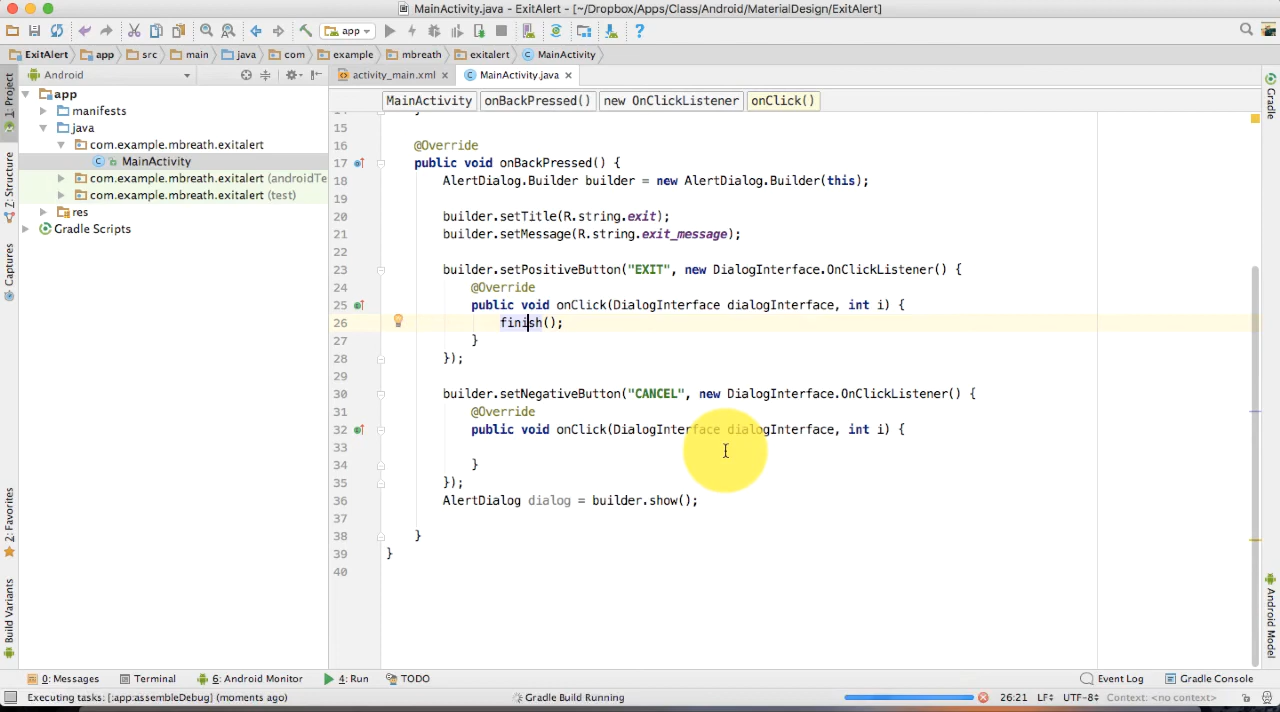 MainActivity.java - ExitAlert - [~/Dropbox/Apps/Class/Android/MaterialDesign/ExitAlert]
app
ExitAlert app src main java com example mbreath exitalert MainActivity
Android
activity_main.xml MainActivity.java
MainActivity onBackPressed() new OnClickListener onClick()
1: Project
Z: Structure
Captures
2: Favorites
Build Variants
app
manifests
java
com.example.mbreath.exitalert
MainActivity
com.example.mbreath.exitalert (androidTe
com.example.mbreath.exitalert (test)
res
Gradle Scripts
15
16 @Override
17 public void onBackPressed() {
18 AlertDialog.Builder builder = new AlertDialog.Builder(this);
19
20 builder.setTitle(R.string.exit);
21 builder.setMessage(R.string.exit_message);
22
23 builder.setPositiveButton("EXIT", new DialogInterface.OnClickListener() {
24 @Override
25 public void onClick(DialogInterface dialogInterface, int i) {
26 finish();
27 }
28 });
29
30 builder.setNegativeButton("CANCEL", new DialogInterface.OnClickListener() {
31 @Override
32 public void onClick(DialogInterface dialogInterface, int i) {
33
34 }
35 });
36 AlertDialog dialog = builder.show();
37
38 }
39 }
40
Gradle
Android Model
0: Messages Terminal 6: Android Monitor 4: Run TODO Event Log Gradle Console
Executing tasks: [:app:assembleDebug] (moments ago) Gradle Build Running 26:21 LF UTF-8 Context: <no context>